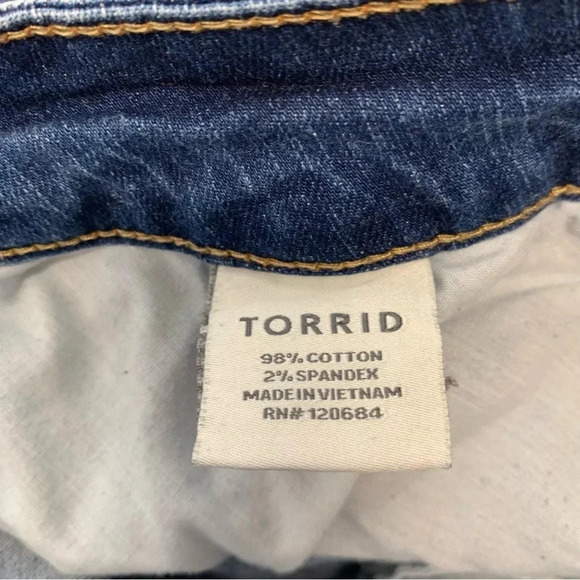 TORRID
98% COTTON
2% SPANDEX
MADE IN VIETNAM
RN# 120684